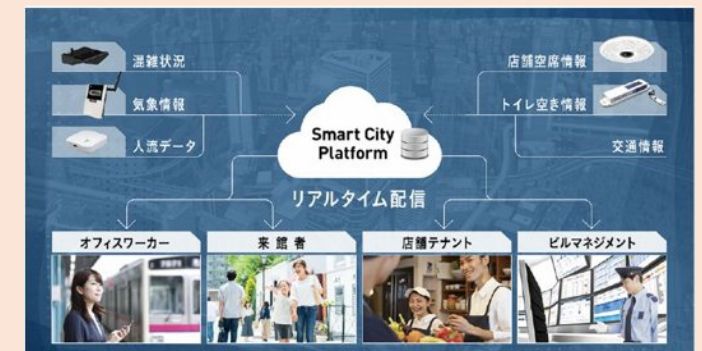 混雑状況
気象情報
人流データ
店舗空席情報
トイレ空き情報
交通情報
Smart City
Platform
リアルタイム配信
オフィスワーカー
来館者
店舗テナント
ビルマネジメント